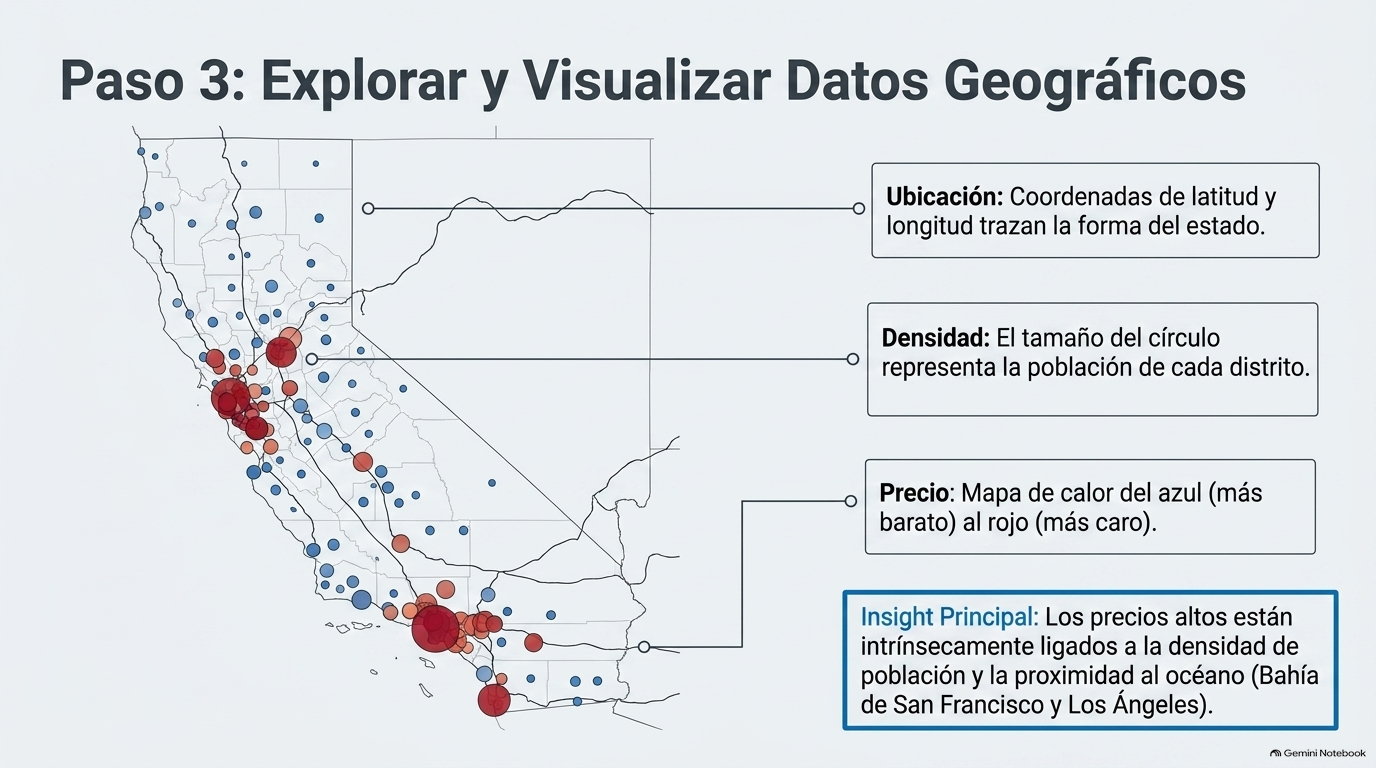 Paso 3: Explorar y Visualizar Datos Geográficos
Ubicación: Coordenadas de latitud y
longitud trazan la forma del estado.
Densidad: El tamaño del círculo
representa la población de cada distrito.
Precio: Mapa de calor del azul (más
barato) al rojo (más caro).
Insight Principal: Los precios altos están
intrínsecamente ligados a la densidad de
población y la proximidad al océano (Bahía
de San Francisco y Los Ángeles).
Gemini Notebook